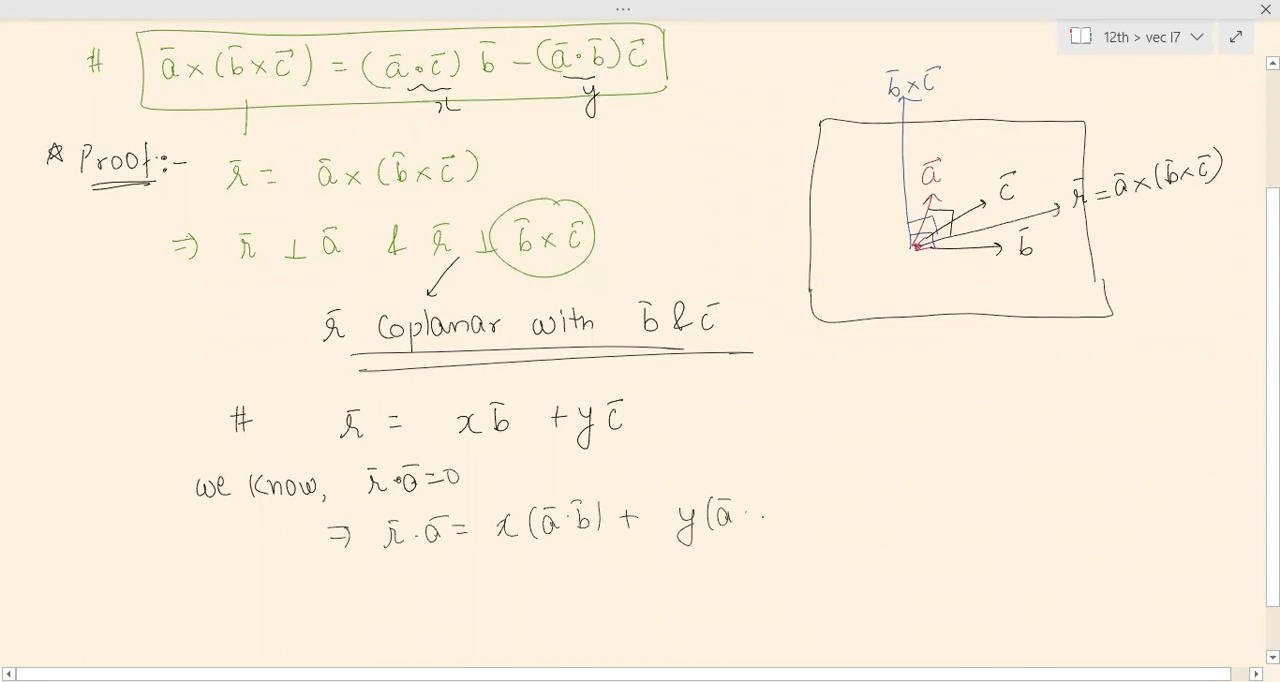 ...
12th > vec l7
# a̅ × (b̅ × c⃗) = (a̅ · c̅) b̅ − (a̅ · b̅) c⃗
x y
☆ Proof :- r̅ = a̅ × (b̅ × c⃗)
⇒ r̅ ⊥ a̅ & r̅ ⊥ b̅ × c̅
r̅ coplanar with b̅ & c̅
# r̅ = x b̅ + y c̅
we know, r̅ · a̅ = 0
⇒ r̅ · a̅ = x (a̅ · b̅) + y (a̅ ·
b̅ × c⃗
a⃗
c⃗
r̅ = a̅ × (b̅ × c⃗)
b̅